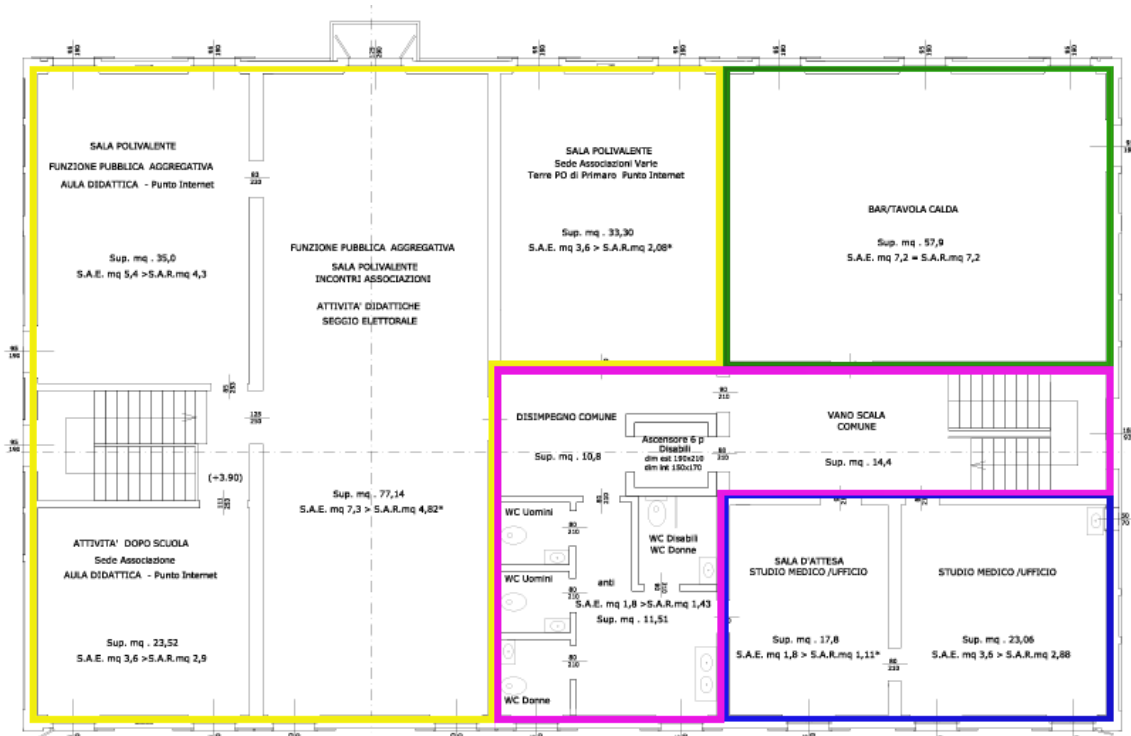 SALA POLIVALENTE
FUNZIONE PUBBLICA AGGREGATIVA
AULA DIDATTICA - Punto Internet
Sup. mq . 35,0
S.A.E. mq 5,4 >S.A.R.mq 4,3
FUNZIONE PUBBLICA AGGREGATIVA
SALA POLIVALENTE
INCONTRI ASSOCIAZIONI
ATTIVITA' DIDATTICHE
SEGGIO ELETTORALE
Sup. mq . 77,14
S.A.E. mq 7,3 > S.A.R.mq 4,82*
SALA POLIVALENTE
Sede Associazioni Varie
Terre PO di Primaro Punto Internet
Sup. mq . 33,30
S.A.E. mq 3,6 > S.A.R.mq 2,08*
BAR/TAVOLA CALDA
Sup. mq . 57,9
S.A.E. mq 7,2 = S.A.R.mq 7,2
(+3.90)
ATTIVITA' DOPO SCUOLA
Sede Associazione
AULA DIDATTICA - Punto Internet
Sup. mq . 23,52
S.A.E. mq 3,6 >S.A.R.mq 2,9
DISIMPEGNO COMUNE
Sup. mq . 10,8
Ascensore 6 p
Disabili
dim est 190x210
dim int 150x170
VANO SCALA
COMUNE
Sup. mq . 14,4
WC Uomini
WC Uomini
WC Donne
WC Disabili
WC Donne
anti
S.A.E. mq 1,8 >S.A.R.mq 1,43
Sup. mq . 11,51
SALA D'ATTESA
STUDIO MEDICO /UFFICIO
Sup. mq . 17,8
S.A.E. mq 1,8 > S.A.R.mq 1,11*
STUDIO MEDICO /UFFICIO
Sup. mq . 23,06
S.A.E. mq 3,6 > S.A.R.mq 2,88